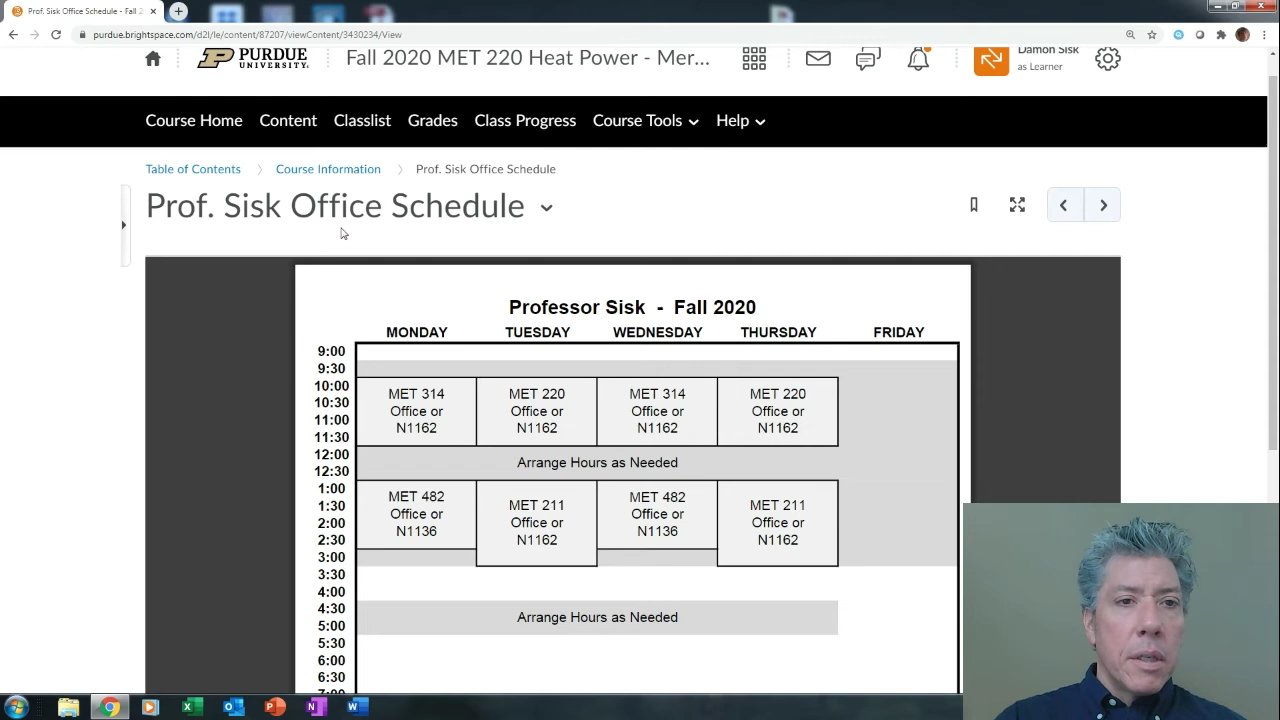 Prof. Sisk Office Schedule - Fall 2
purdue.brightspace.com/d2l/le/content/87207/viewContent/3430234/View
PURDUE
UNIVERSITY®
Fall 2020 MET 220 Heat Power - Mer...
Damon Sisk
as Learner
Course Home Content Classlist Grades Class Progress Course Tools Help
Table of Contents Course Information Prof. Sisk Office Schedule
Prof. Sisk Office Schedule
Professor Sisk - Fall 2020
MONDAY TUESDAY WEDNESDAY THURSDAY FRIDAY
9:00
9:30
10:00
MET 314 MET 220 MET 314 MET 220
10:30
Office or Office or Office or Office or
11:00
N1162 N1162 N1162 N1162
11:30
12:00
Arrange Hours as Needed
12:30
1:00
MET 482 MET 211 MET 482 MET 211
1:30
Office or Office or Office or Office or
2:00
N1136 N1162 N1136 N1162
2:30
3:00
3:30
4:00
4:30
Arrange Hours as Needed
5:00
5:30
6:00
6:30
7:00